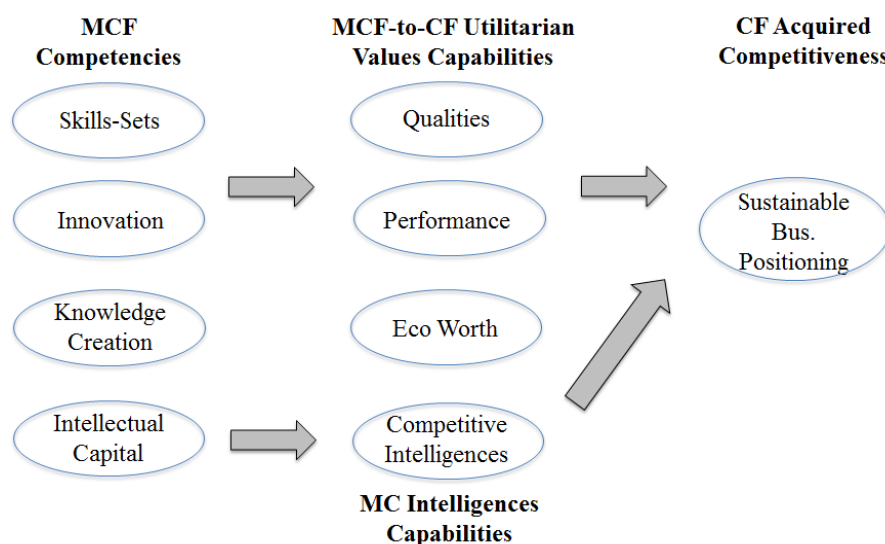 MCF
Competencies
Skills-Sets
Innovation
Knowledge
Creation
Intellectual
Capital
MCF-to-CF Utilitarian
Values Capabilities
Qualities
Performance
Eco Worth
Competitive
Intelligences
MC Intelligences
Capabilities
CF Acquired
Competitiveness
Sustainable
Bus.
Positioning